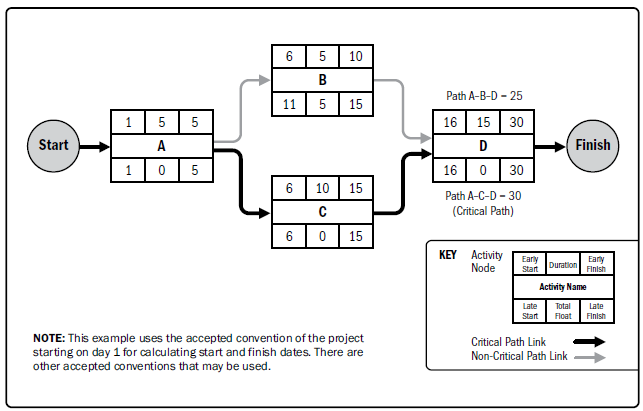 6 5 10
B
11 5 15
Path A–B–D = 25
1 5 5
A
1 0 5
16 15 30
D
16 0 30
Start
Finish
6 10 15
C
6 0 15
Path A–C–D = 30
(Critical Path)
KEY Activity
Node
Early
Start
Duration
Early
Finish
Activity Name
Late
Start
Total
Float
Late
Finish
Critical Path Link
Non-Critical Path Link
NOTE: This example uses the accepted convention of the project
starting on day 1 for calculating start and finish dates. There are
other accepted conventions that may be used.